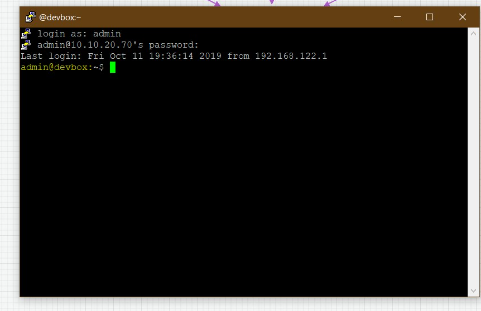 @devbox:~
login as: admin
admin@10.10.20.70's password:
Last login: Fri Oct 11 19:36:14 2019 from 192.168.122.1
admin@devbox:~$